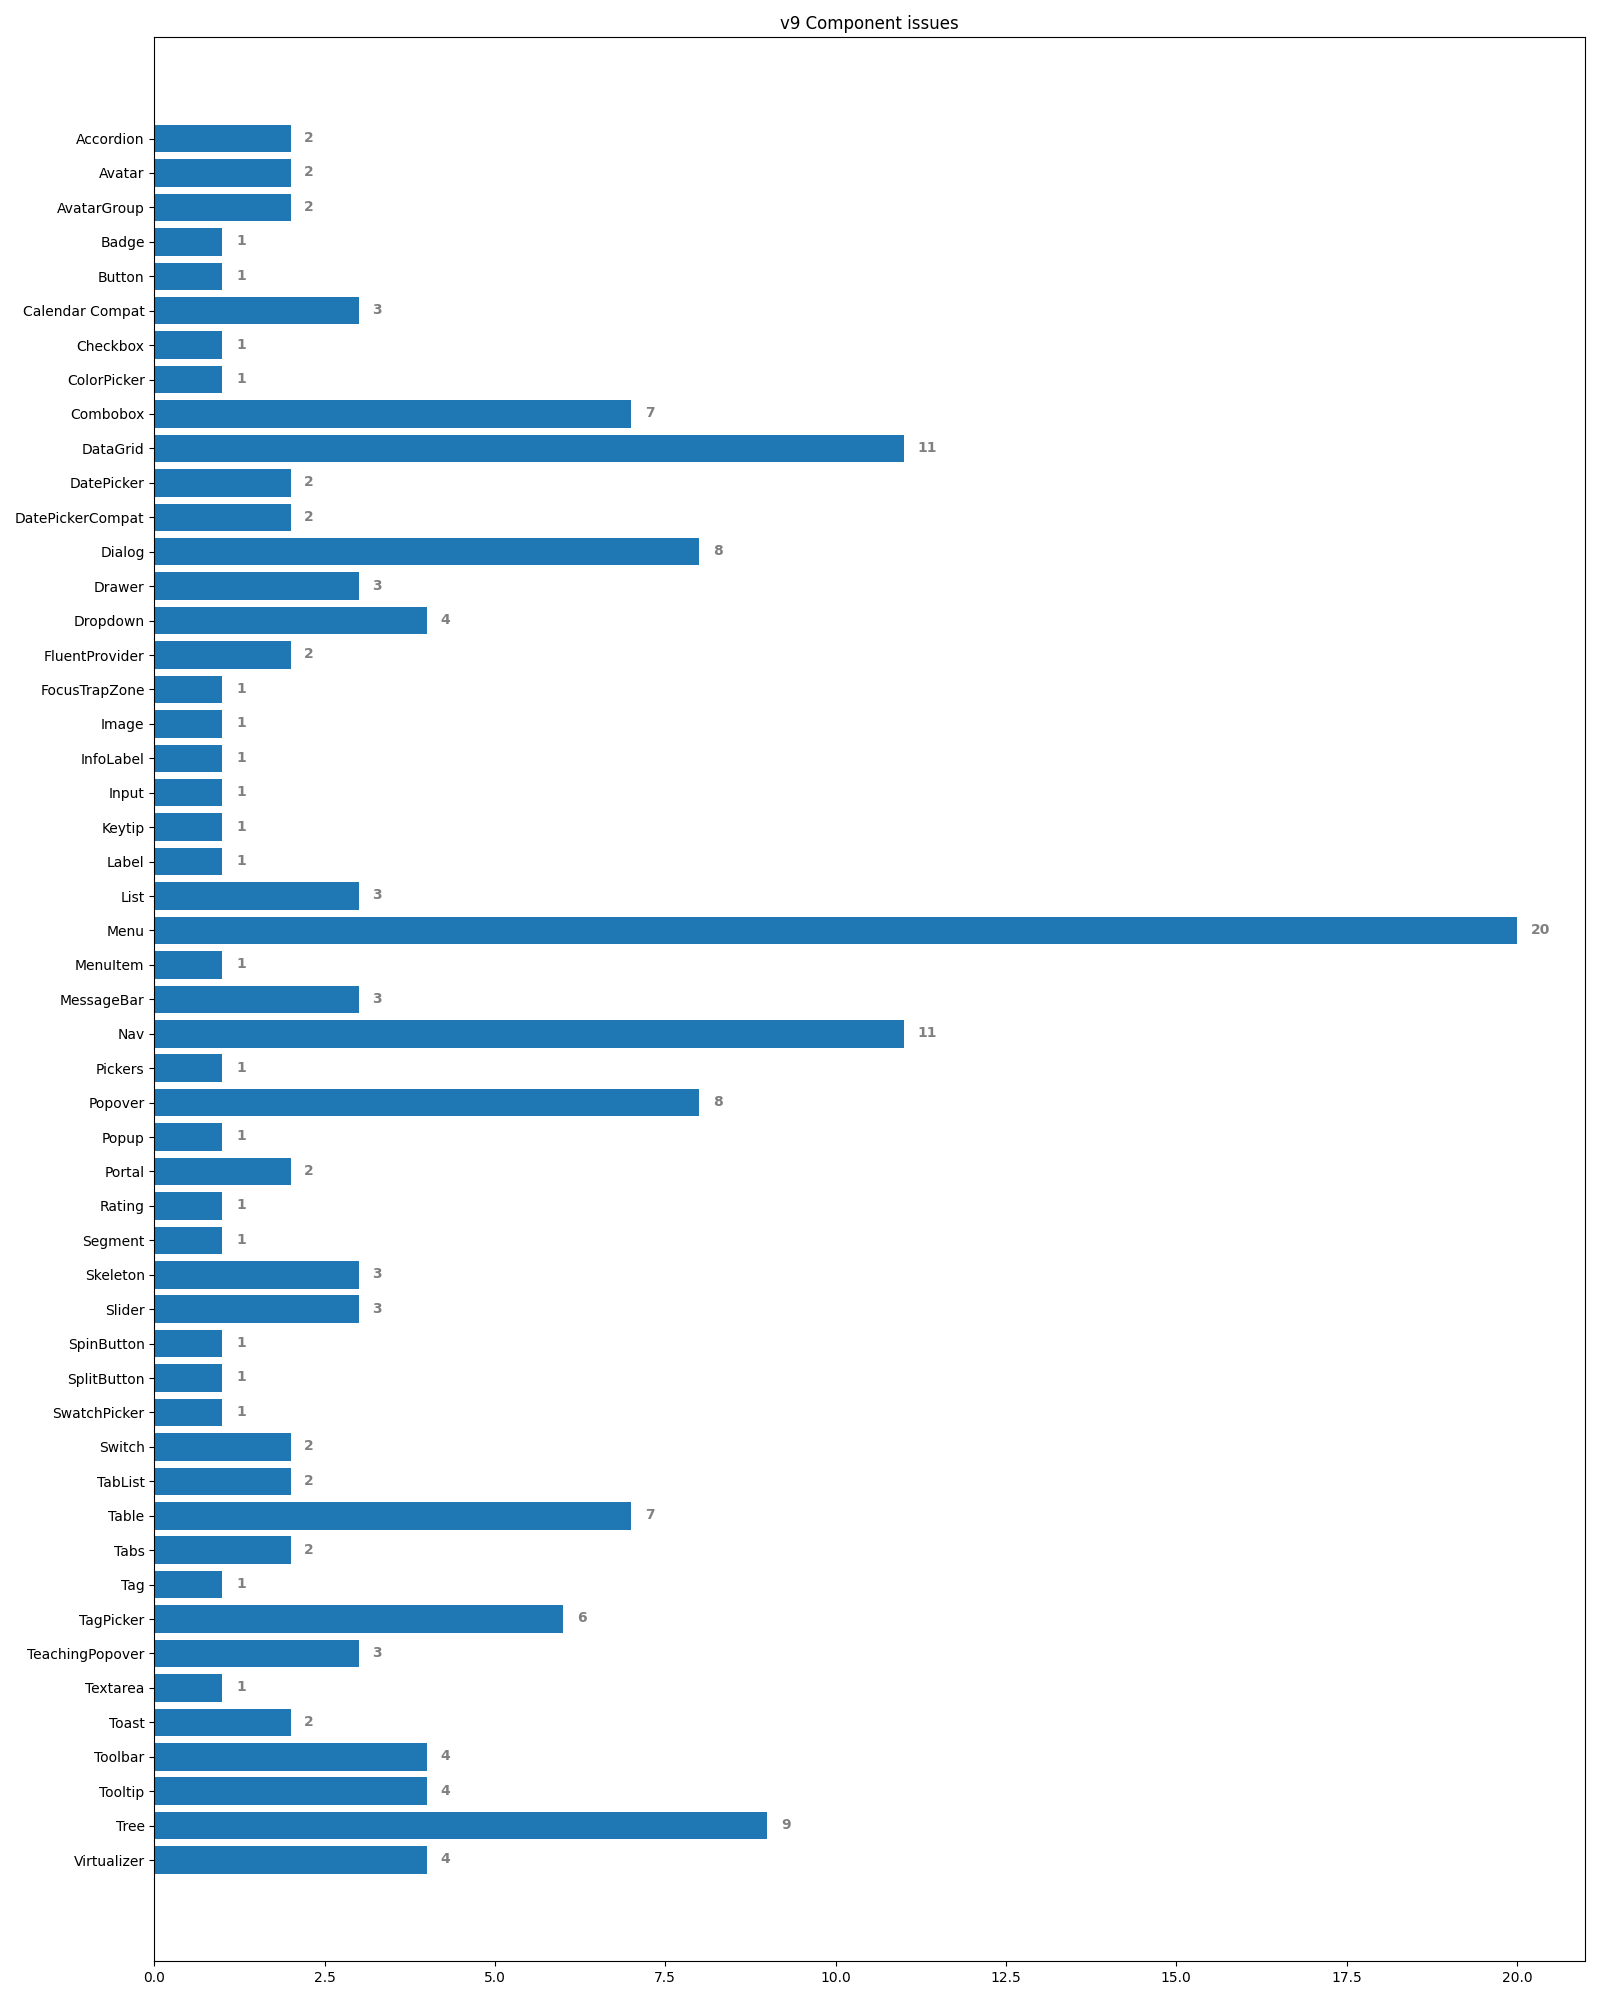 v9 Component issues
Accordion 2
Avatar 2
AvatarGroup 2
Badge 1
Button 1
Calendar Compat 3
Checkbox 1
ColorPicker 1
Combobox 7
DataGrid 11
DatePicker 2
DatePickerCompat 2
Dialog 8
Drawer 3
Dropdown 4
FluentProvider 2
FocusTrapZone 1
Image 1
InfoLabel 1
Input 1
Keytip 1
Label 1
List 3
Menu 20
MenuItem 1
MessageBar 3
Nav 11
Pickers 1
Popover 8
Popup 1
Portal 2
Rating 1
Segment 1
Skeleton 3
Slider 3
SpinButton 1
SplitButton 1
SwatchPicker 1
Switch 2
TabList 2
Table 7
Tabs 2
Tag 1
TagPicker 6
TeachingPopover 3
Textarea 1
Toast 2
Toolbar 4
Tooltip 4
Tree 9
Virtualizer 4
0.0 2.5 5.0 7.5 10.0 12.5 15.0 17.5 20.0